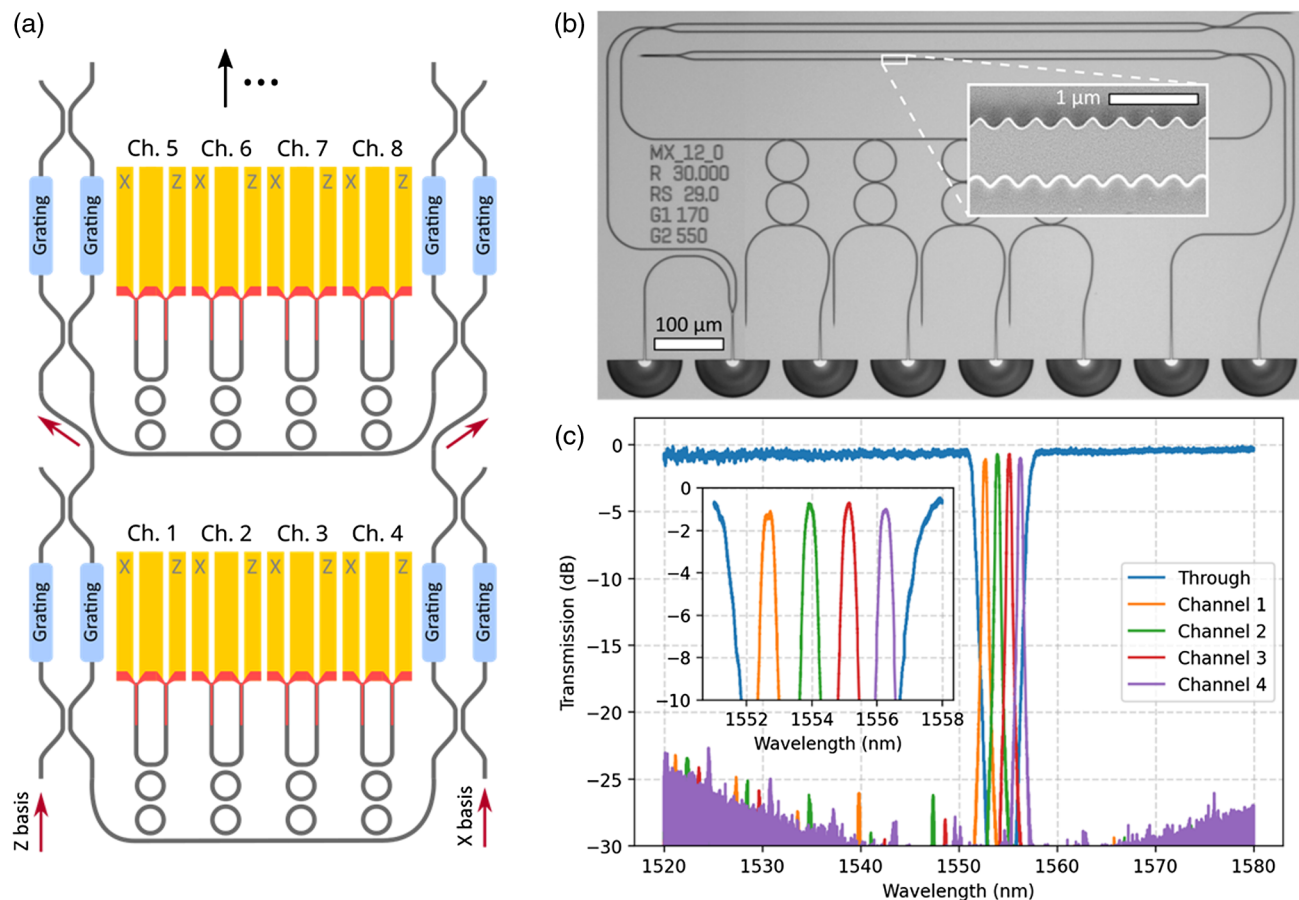 (a)
• • •
Ch. 5 Ch. 6 Ch. 7 Ch. 8
X Z X Z X Z X Z
Grating Grating Grating Grating
Ch. 1 Ch. 2 Ch. 3 Ch. 4
X Z X Z X Z X Z
Grating Grating Grating Grating
Z basis
X basis
(b)
1 μm
MX_12_0
R 30.000
RS 29.0
G1 170
G2 550
100 μm
(c)
Transmission (dB)
0
−5
−10
−15
−20
−25
−30
0
−2
−4
−6
−8
−10
1552 1554 1556 1558
Wavelength (nm)
Through
Channel 1
Channel 2
Channel 3
Channel 4
1520 1530 1540 1550 1560 1570 1580
Wavelength (nm)